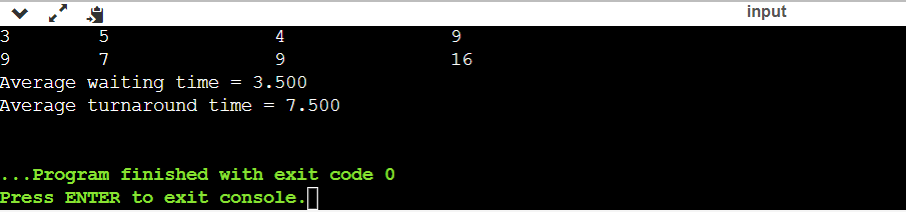 input
3 5 4 9
9 7 9 16
Average waiting time = 3.500
Average turnaround time = 7.500
...Program finished with exit code 0
Press ENTER to exit console.